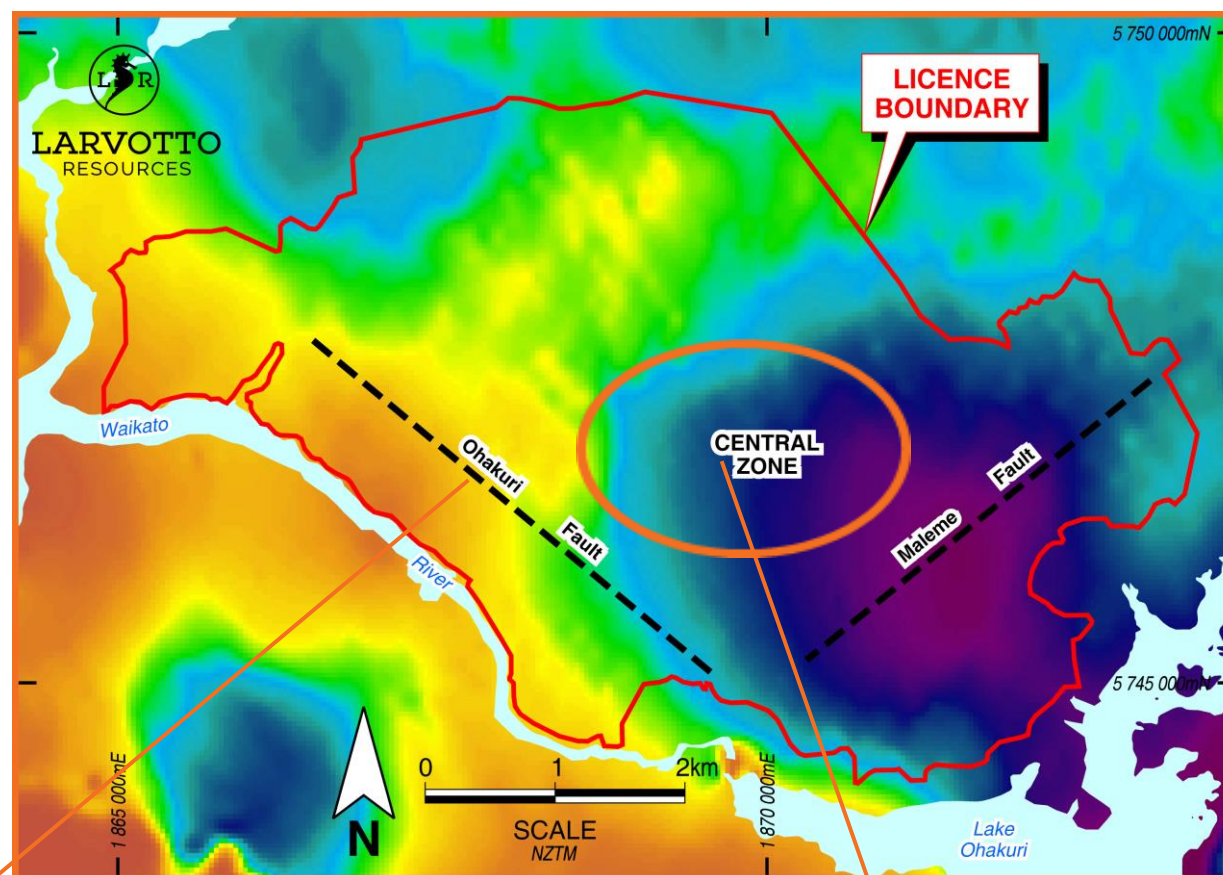 5 750 000mN
L R
LARVOTTO
RESOURCES
LICENCE
BOUNDARY
Waikato
River
Ohakuri
Fault
CENTRAL
ZONE
Maleme
Fault
5 745 000mN
1 865 000mE
N
0 1 2km
SCALE
NZTM
1 870 000mE
Lake
Ohakuri